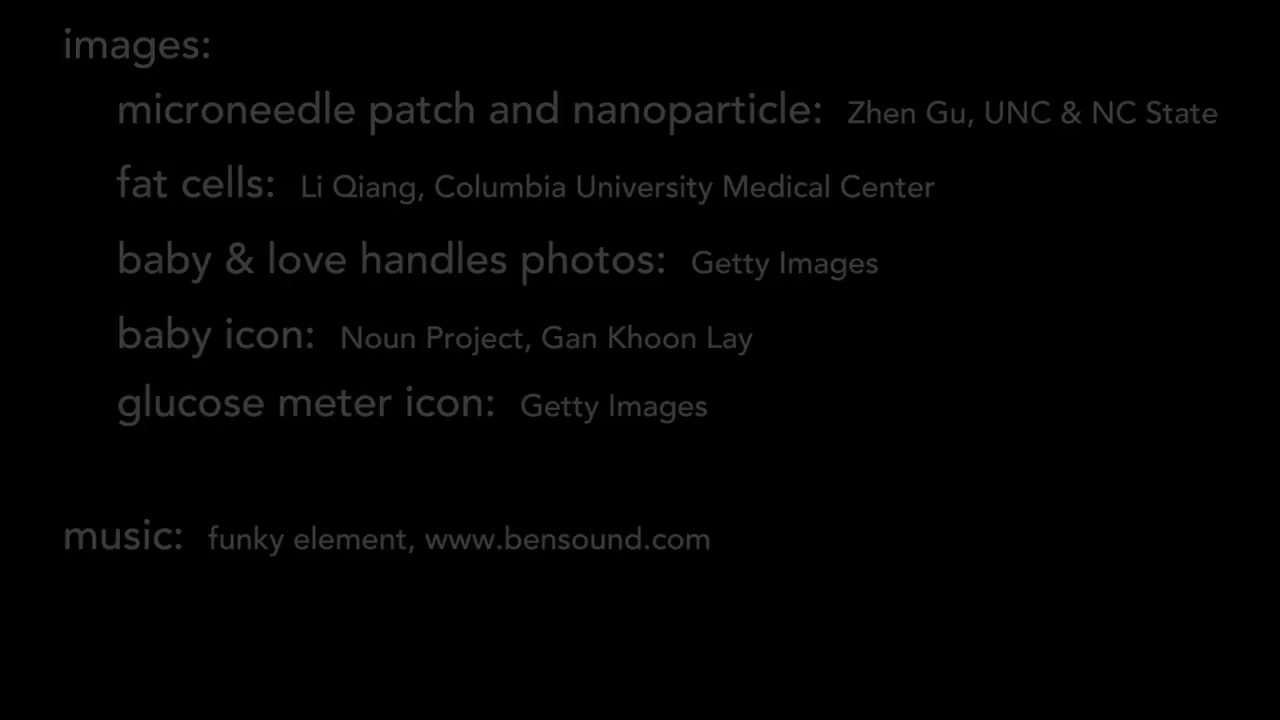 images:
microneedle patch and nanoparticle: Zhen Gu, UNC & NC State
fat cells: Li Qiang, Columbia University Medical Center
baby & love handles photos: Getty Images
baby icon: Noun Project, Gan Khoon Lay
glucose meter icon: Getty Images
music: funky element, www.bensound.com